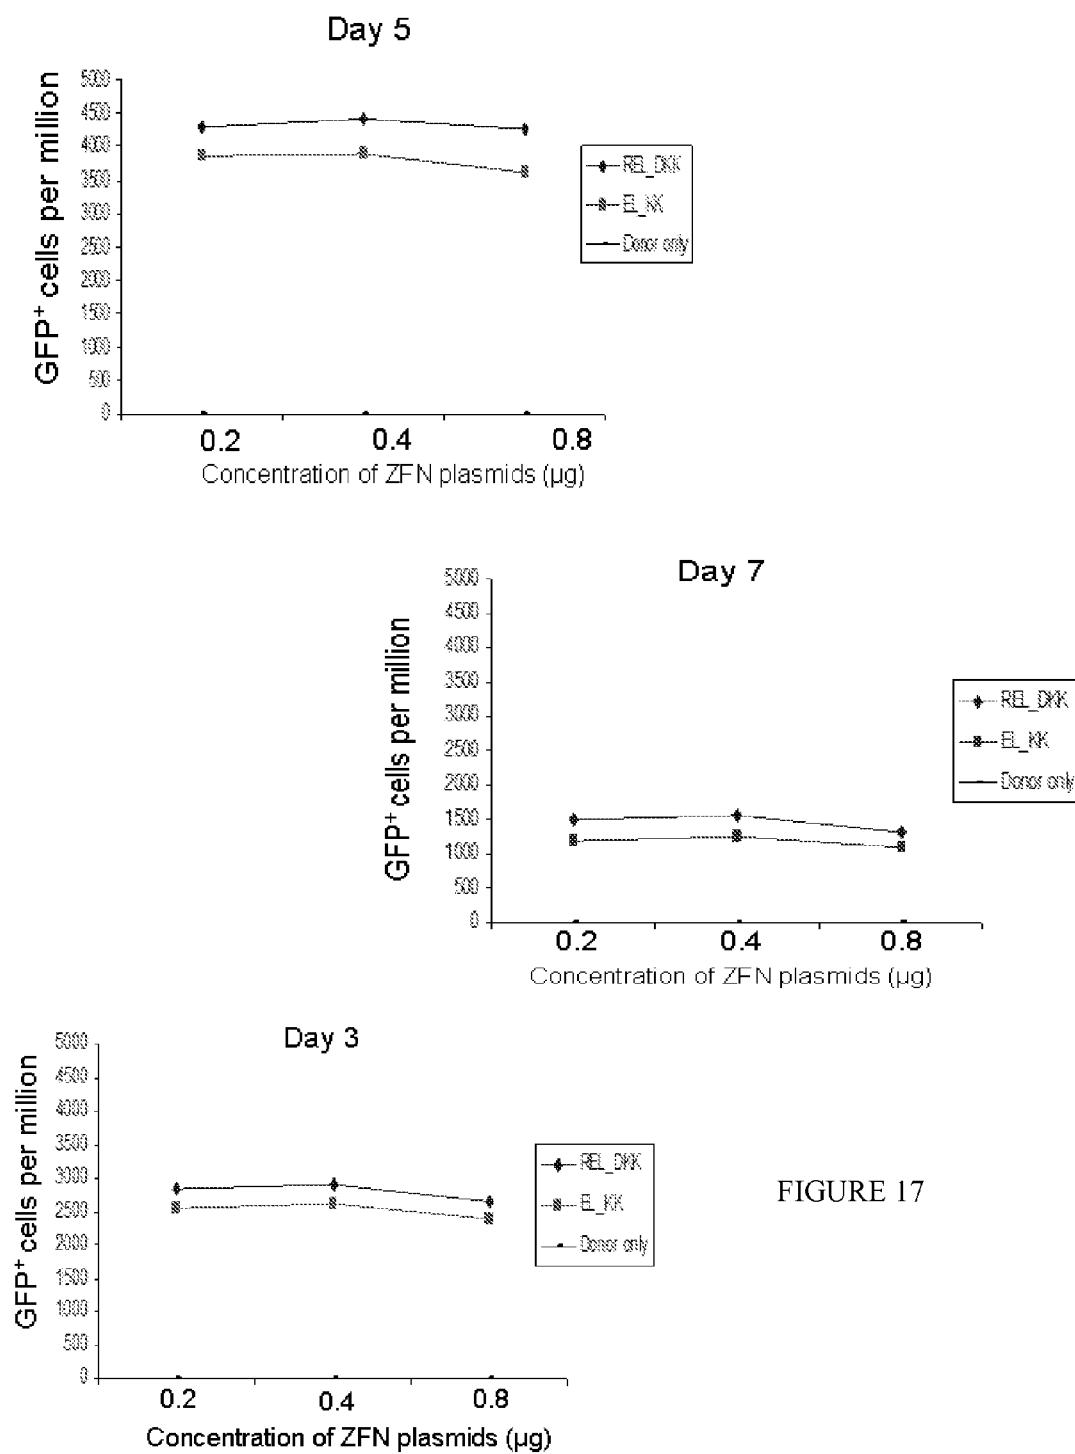 Day 5
GFP+ cells per million
5000
4500
4000
3500
3000
2500
2000
1500
1000
500
0
0.2 0.4 0.8
Concentration of ZFN plasmids (µg)
REL_DKK
EL_KK
Donor only
Day 7
GFP+ cells per million
5000
4500
4000
3500
3000
2500
2000
1500
1000
500
0
0.2 0.4 0.8
Concentration of ZFN plasmids (µg)
REL_DKK
EL_KK
Donor only
Day 3
GFP+ cells per million
5000
4500
4000
3500
3000
2500
2000
1500
1000
500
0
0.2 0.4 0.8
Concentration of ZFN plasmids (µg)
REL_DKK
EL_KK
Donor only
FIGURE 17